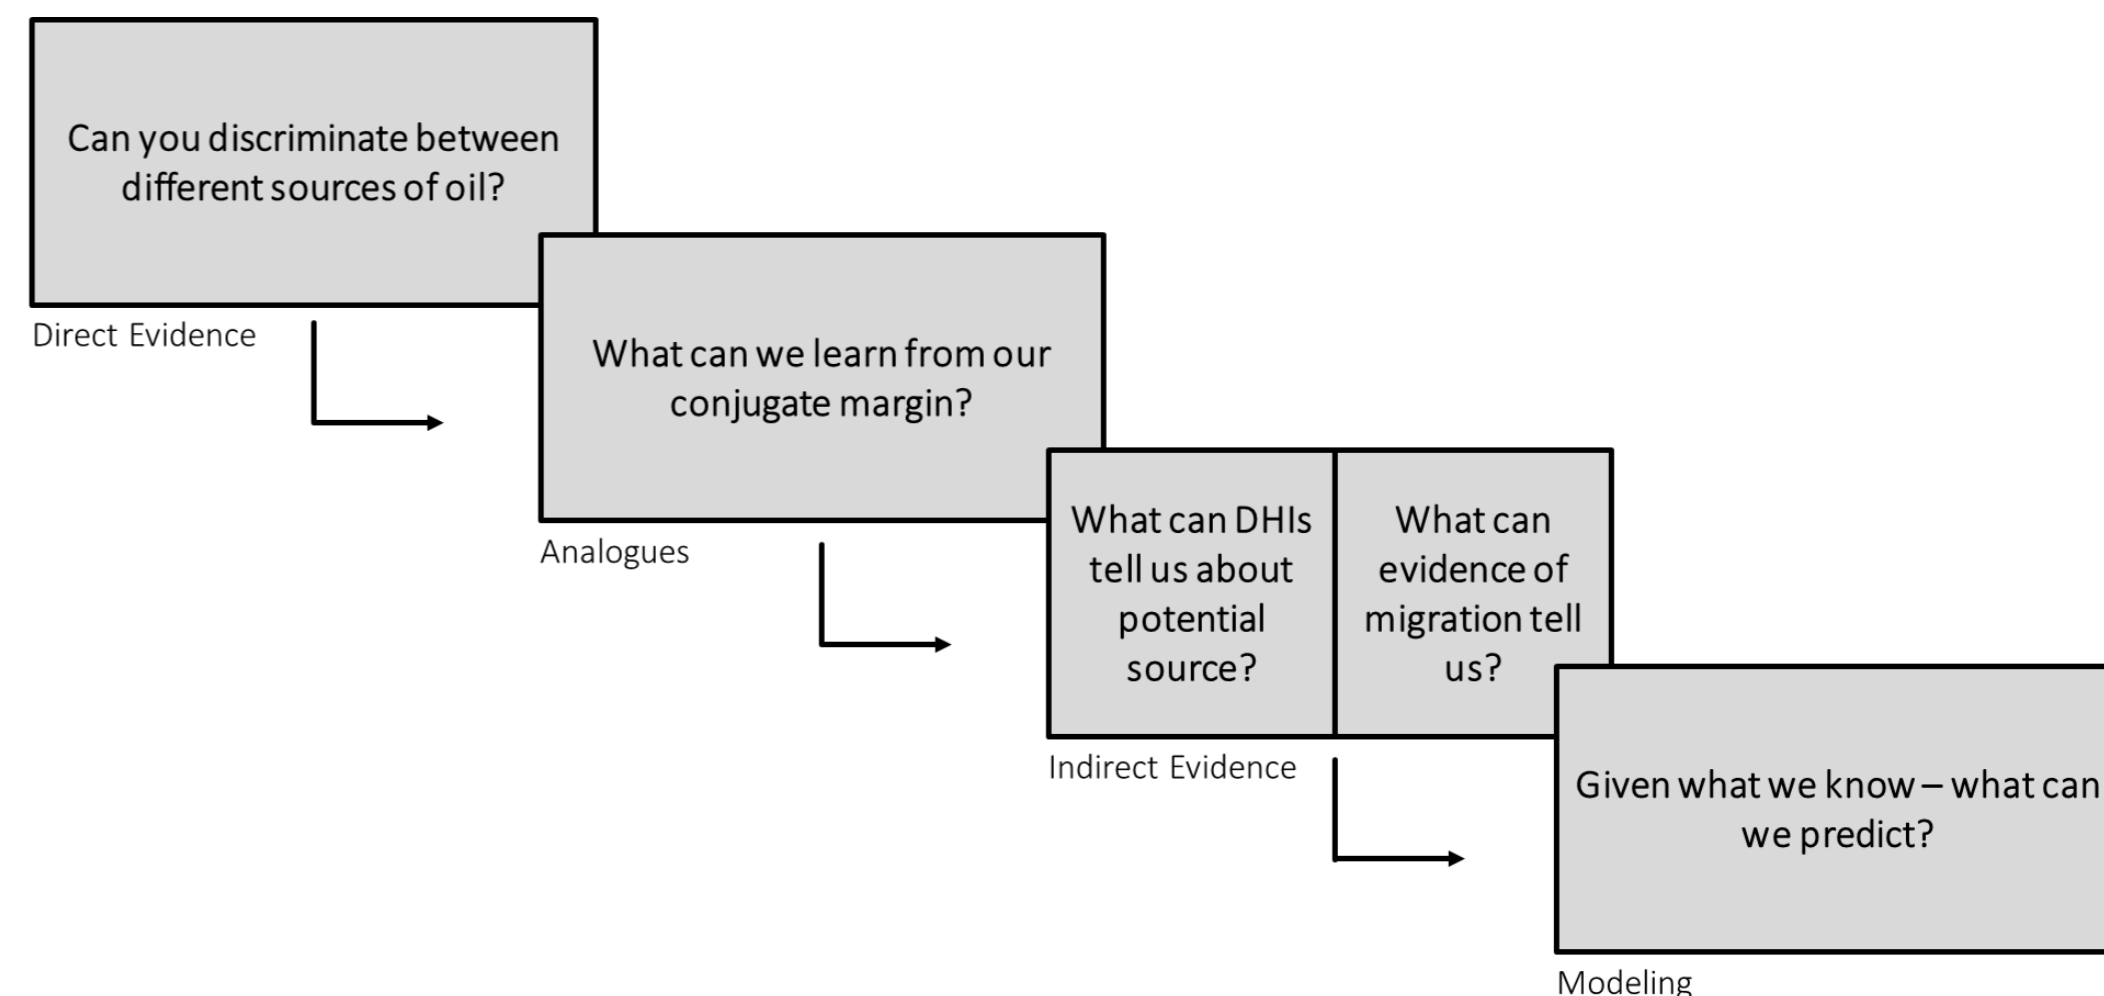 Can you discriminate between
different sources of oil?
Direct Evidence
What can we learn from our
conjugate margin?
Analogues
What can DHIs
tell us about
potential
source?
What can
evidence of
migration tell
us?
Indirect Evidence
Given what we know – what can
we predict?
Modeling